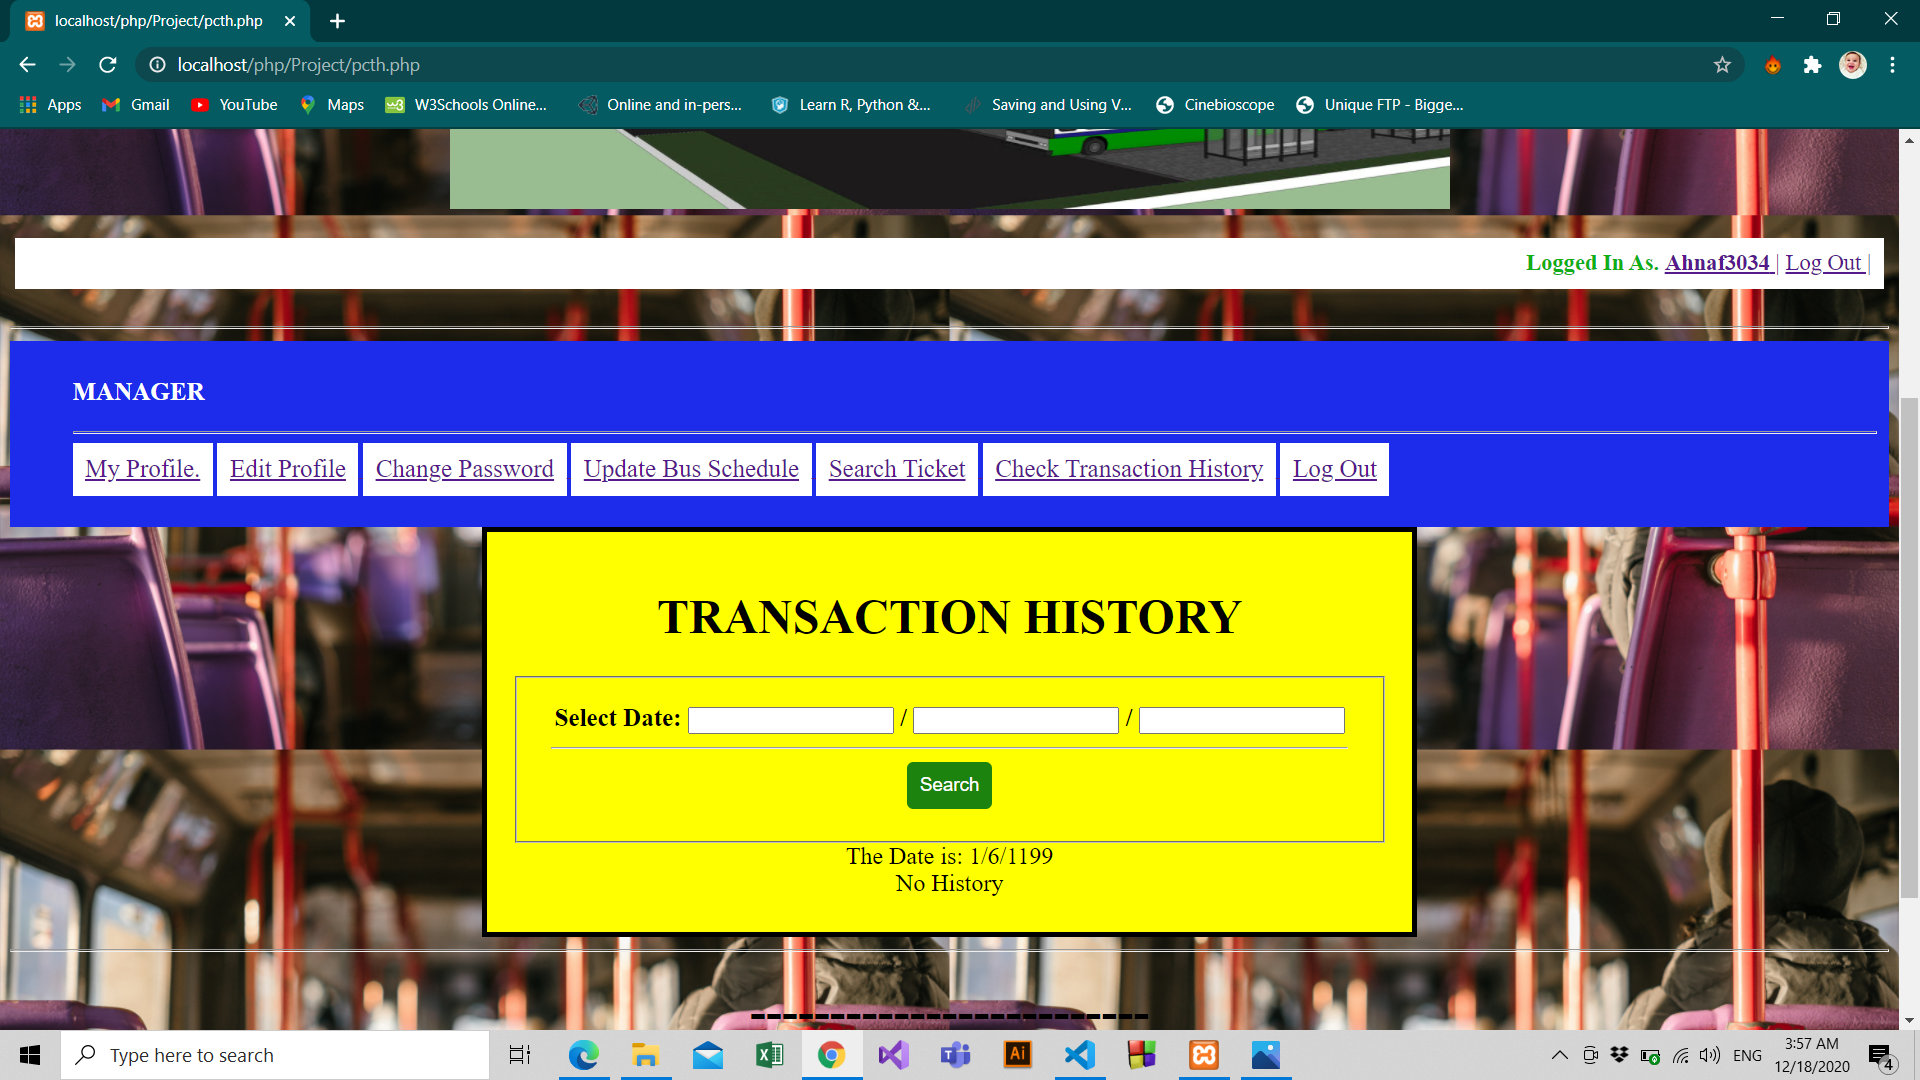 localhost/php/Project/pcth.php
localhost/php/Project/pcth.php
Apps Gmail YouTube Maps W3Schools Online... Online and in-pers... Learn R, Python &... Saving and Using V... Cinebioscope Unique FTP - Bigge...
Logged In As. Ahnaf3034 | Log Out |
MANAGER
My Profile. Edit Profile Change Password Update Bus Schedule Search Ticket Check Transaction History Log Out
TRANSACTION HISTORY
Select Date: / /
Search
The Date is: 1/6/1199
No History
Type here to search
ENG
3:57 AM
12/18/2020
4